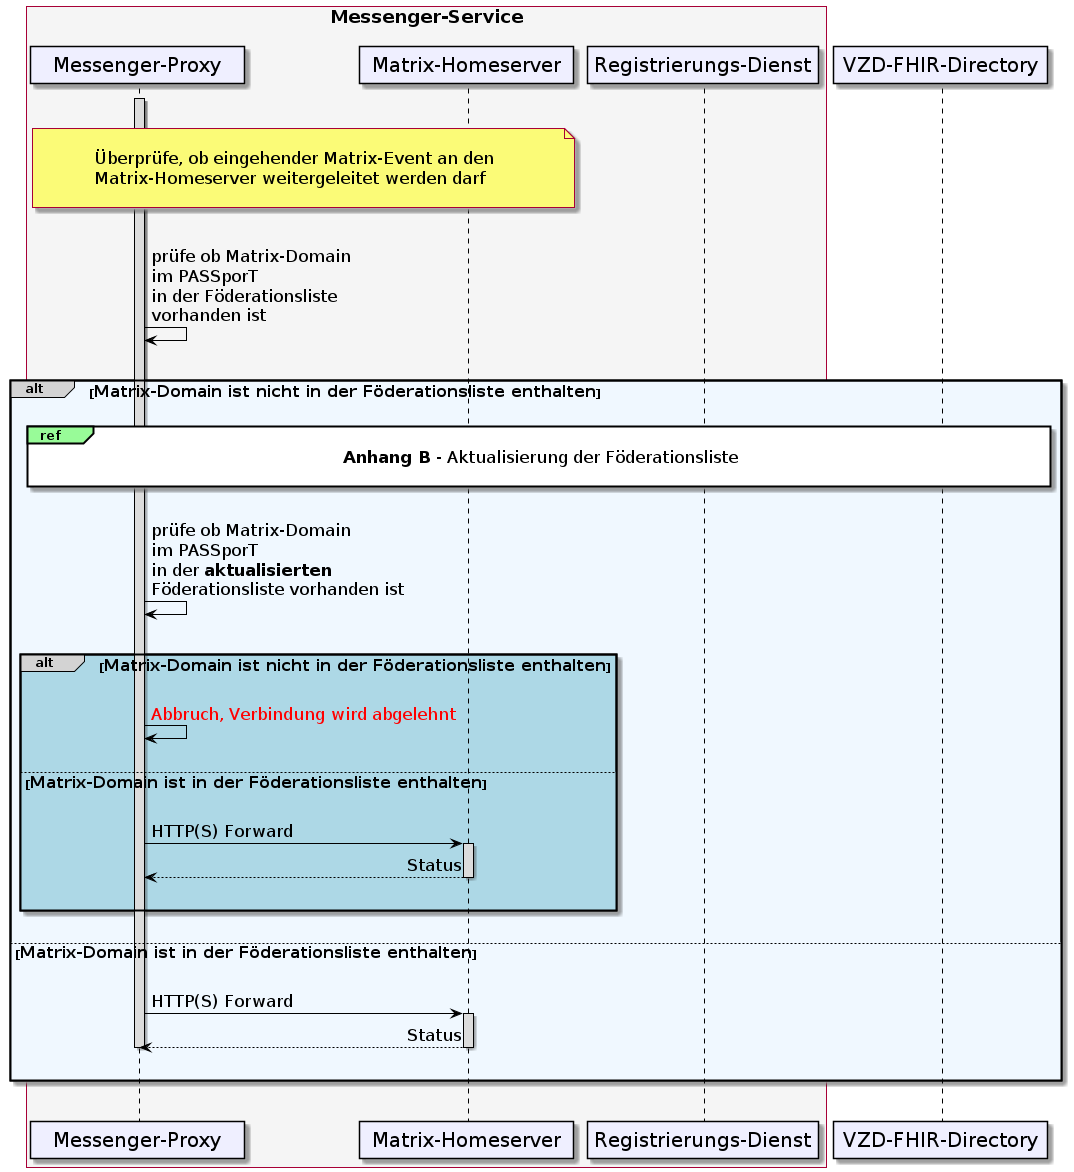 Messenger-Service
Messenger-Proxy
Matrix-Homeserver
Registrierungs-Dienst
VZD-FHIR-Directory
Überprüfe, ob eingehender Matrix-Event an den
Matrix-Homeserver weitergeleitet werden darf
prüfe ob Matrix-Domain
im PASSporT
in der Föderationsliste
vorhanden ist
alt
[Matrix-Domain ist nicht in der Föderationsliste enthalten]
ref
Anhang B - Aktualisierung der Föderationsliste
prüfe ob Matrix-Domain
im PASSporT
in der aktualisierten
Föderationsliste vorhanden ist
alt
[Matrix-Domain ist nicht in der Föderationsliste enthalten]
Abbruch, Verbindung wird abgelehnt
[Matrix-Domain ist in der Föderationsliste enthalten]
HTTP(S) Forward
Status
[Matrix-Domain ist in der Föderationsliste enthalten]
HTTP(S) Forward
Status
Messenger-Proxy
Matrix-Homeserver
Registrierungs-Dienst
VZD-FHIR-Directory